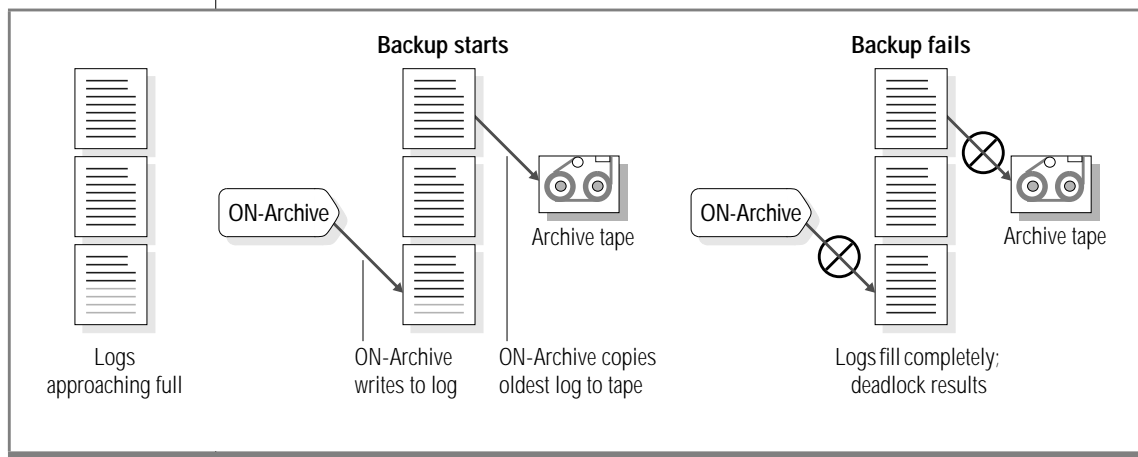 Backup starts
Backup fails
ON-Archive
Archive tape
ON-Archive
Archive tape
Logs
approaching full
ON-Archive
writes to log
ON-Archive copies
oldest log to tape
Logs fill completely;
deadlock results